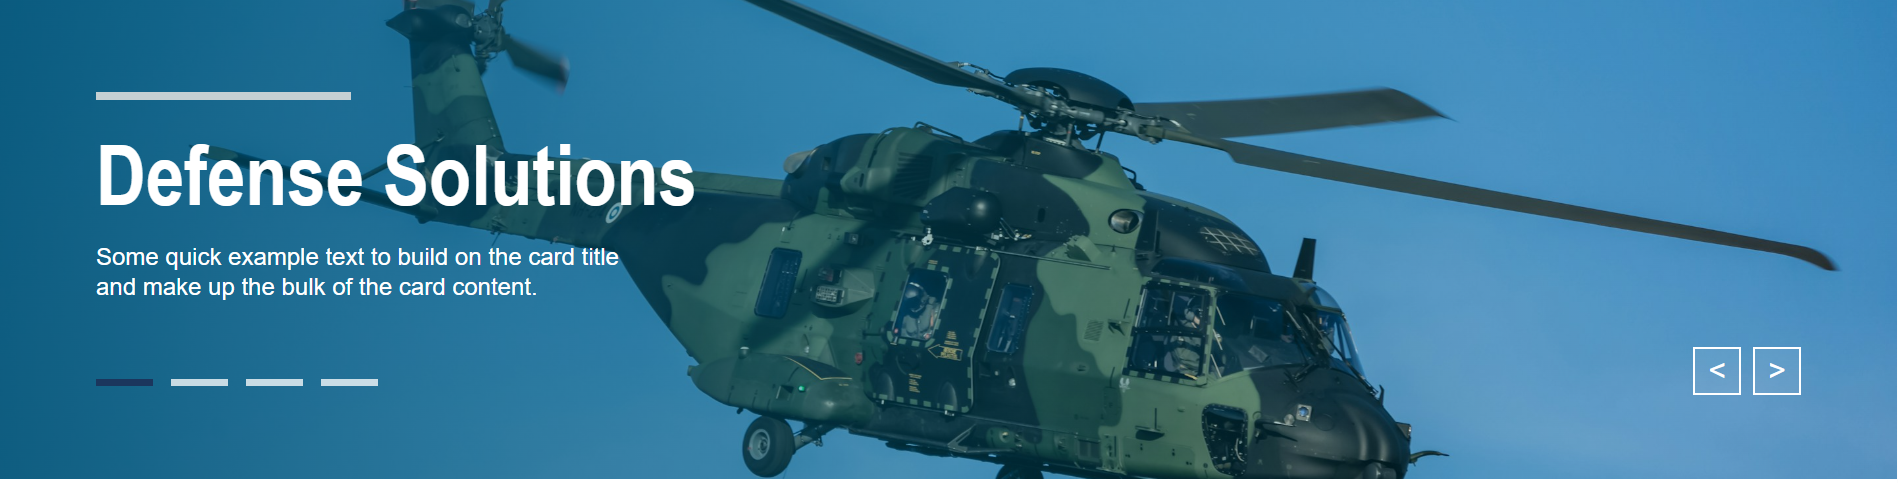 Defense Solutions
Some quick example text to build on the card title
and make up the bulk of the card content.
< >